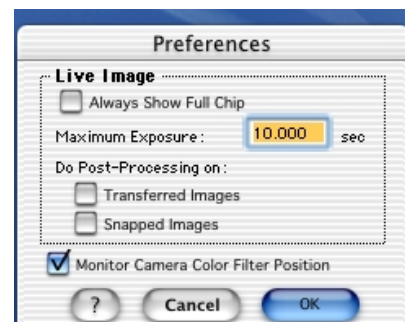 Preferences
Live Image
Always Show Full Chip
Maximum Exposure: 10.000 sec
Do Post-Processing on:
Transferred Images
Snapped Images
Monitor Camera Color Filter Position
? Cancel OK